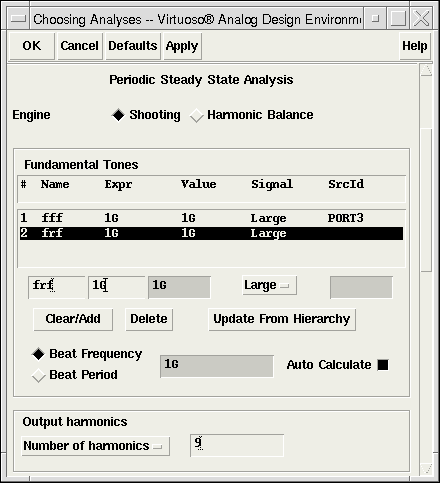 Choosing Analyses -- Virtuoso® Analog Design Environm
OK Cancel Defaults Apply Help
Periodic Steady State Analysis
Engine Shooting Harmonic Balance
Fundamental Tones
# Name Expr Value Signal SrcId
1 fff 1G 1G Large PORT3
2 frf 1G 1G Large
frf 1G 1G Large
Clear/Add Delete Update From Hierarchy
Beat Frequency
Beat Period
1G Auto Calculate
Output harmonics
Number of harmonics 9